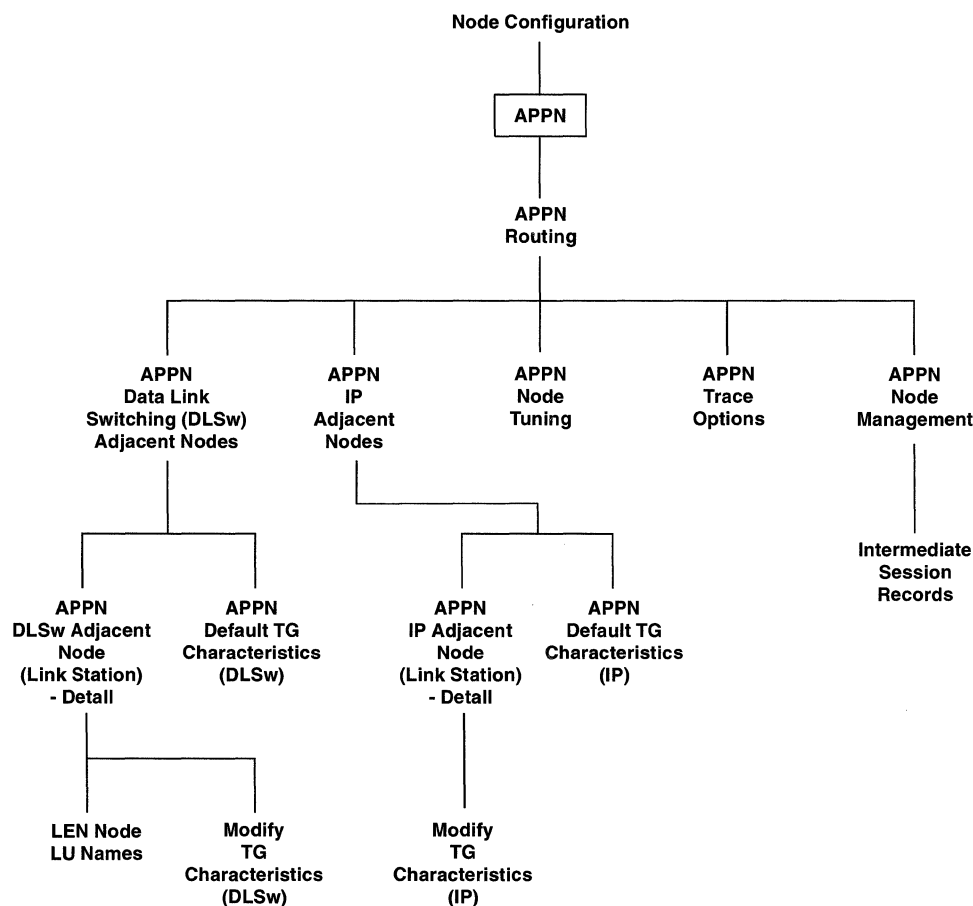 Node Configuration
APPN
APPN
Routing
APPN
Data Link
Switching (DLSw)
Adjacent Nodes
APPN
IP
Adjacent
Nodes
APPN
Node
Tuning
APPN
Trace
Options
APPN
Node
Management
Intermediate
Session
Records
APPN
DLSw Adjacent
Node
(Link Station)
- Detail
APPN
Default TG
Characteristics
(DLSw)
APPN
IP Adjacent
Node
(Link Station)
- Detail
APPN
Default TG
Characteristics
(IP)
LEN Node
LU Names
Modify
TG
Characteristics
(DLSw)
Modify
TG
Characteristics
(IP)